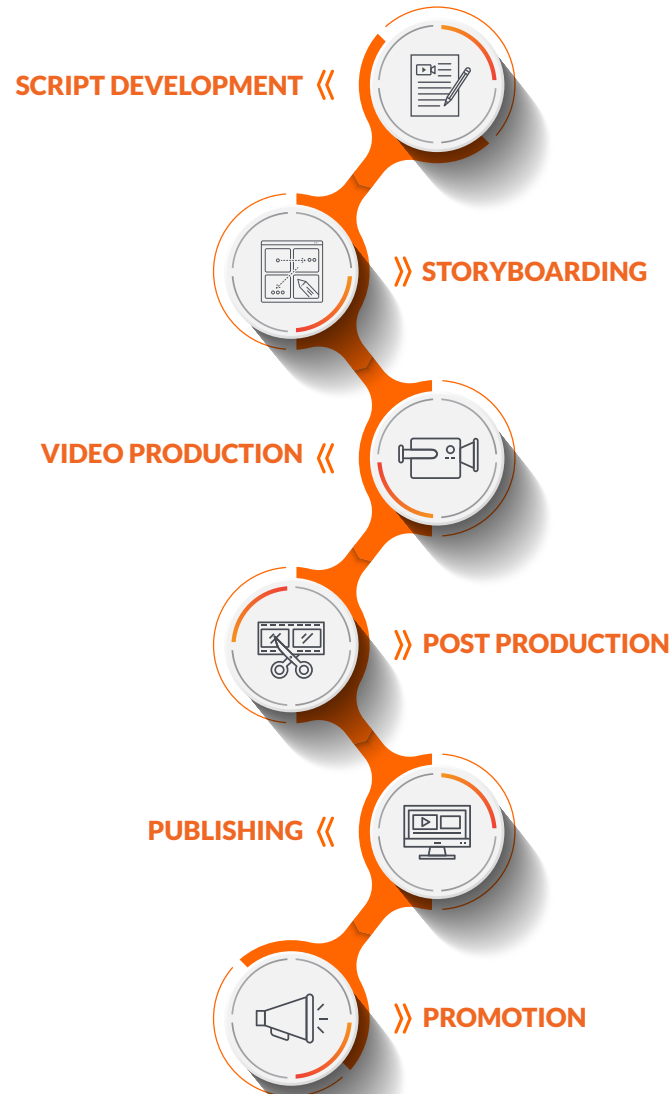 SCRIPT DEVELOPMENT
STORYBOARDING
VIDEO PRODUCTION
POST PRODUCTION
PUBLISHING
PROMOTION